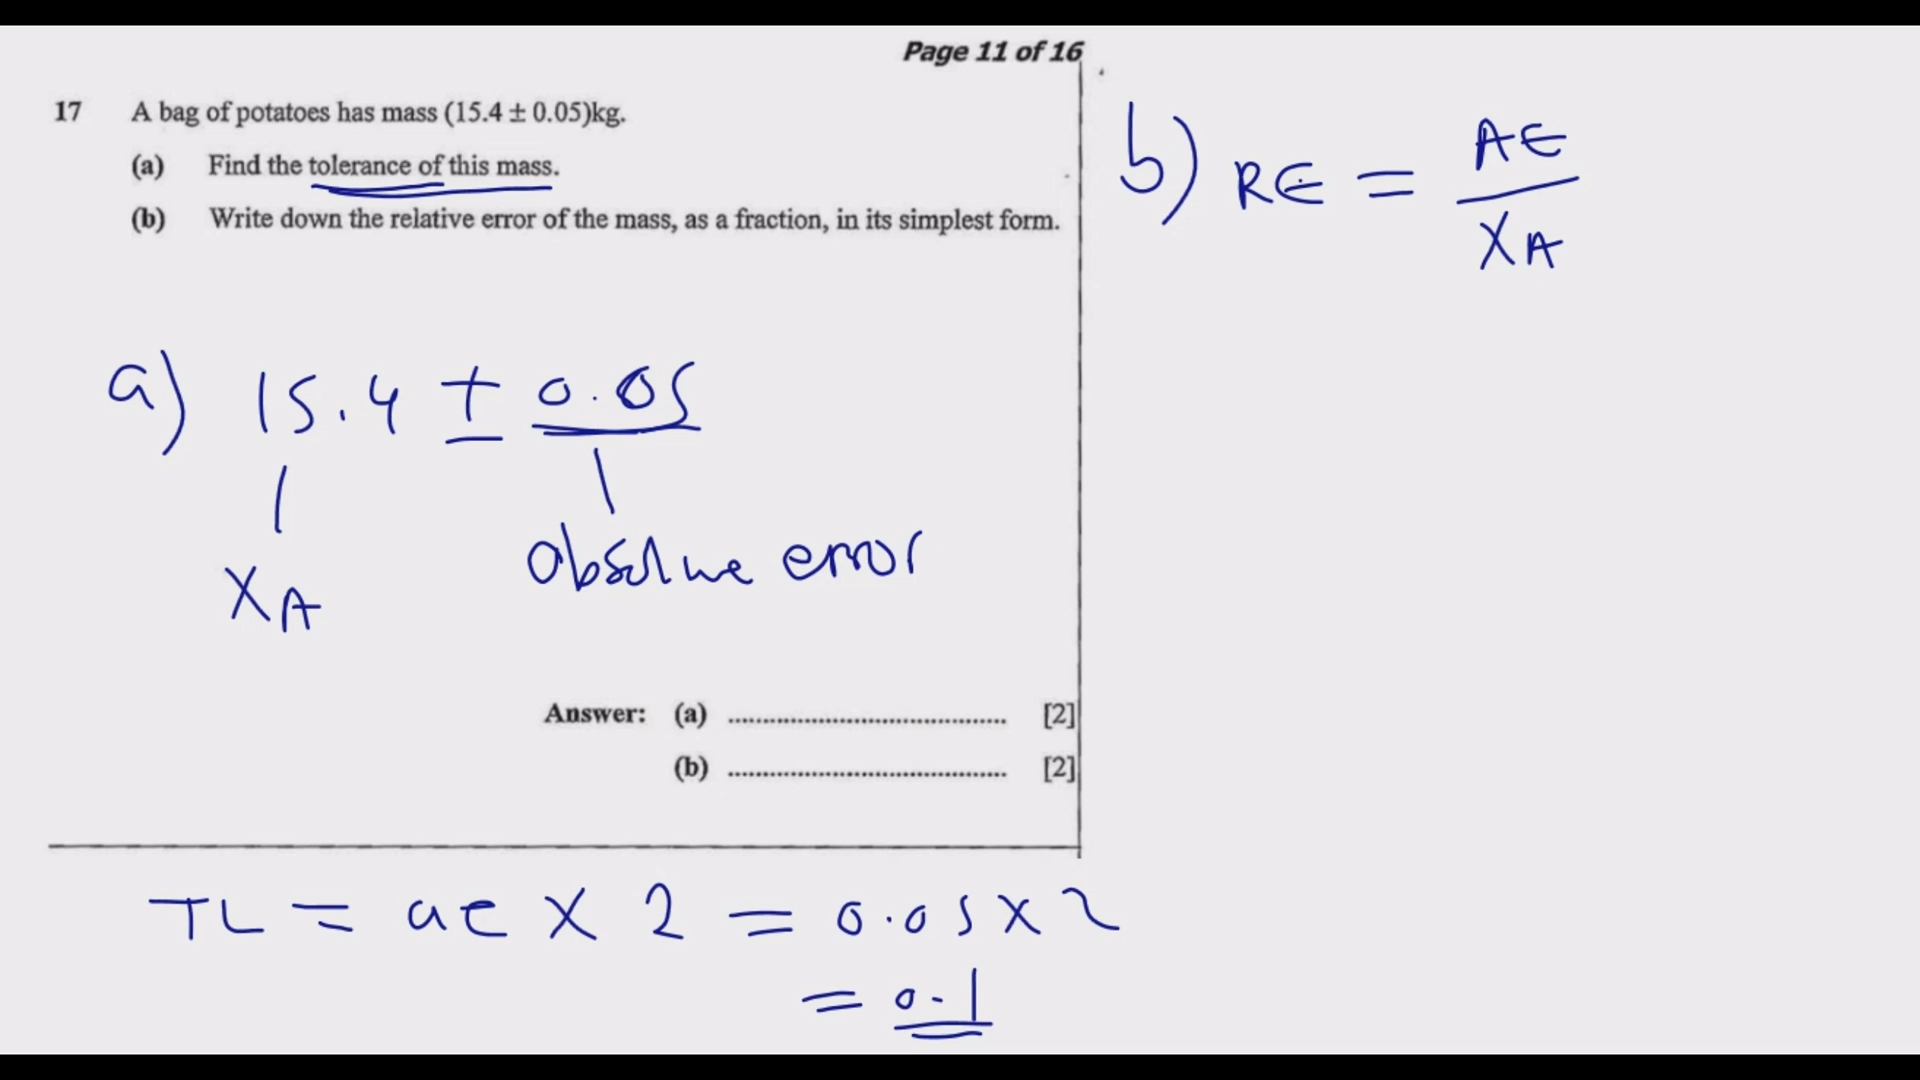 Page 11 of 16
17 A bag of potatoes has mass (15.4 ± 0.05)kg.
(a) Find the tolerance of this mass.
(b) Write down the relative error of the mass, as a fraction, in its simplest form.
a) 15.4 ± 0.05
XA
absolute error
Answer: (a) ........................................ [2]
(b) ........................................ [2]
TL = ae X 2 = 0.05 X 2
= 0.1
b) RE = AE
XA